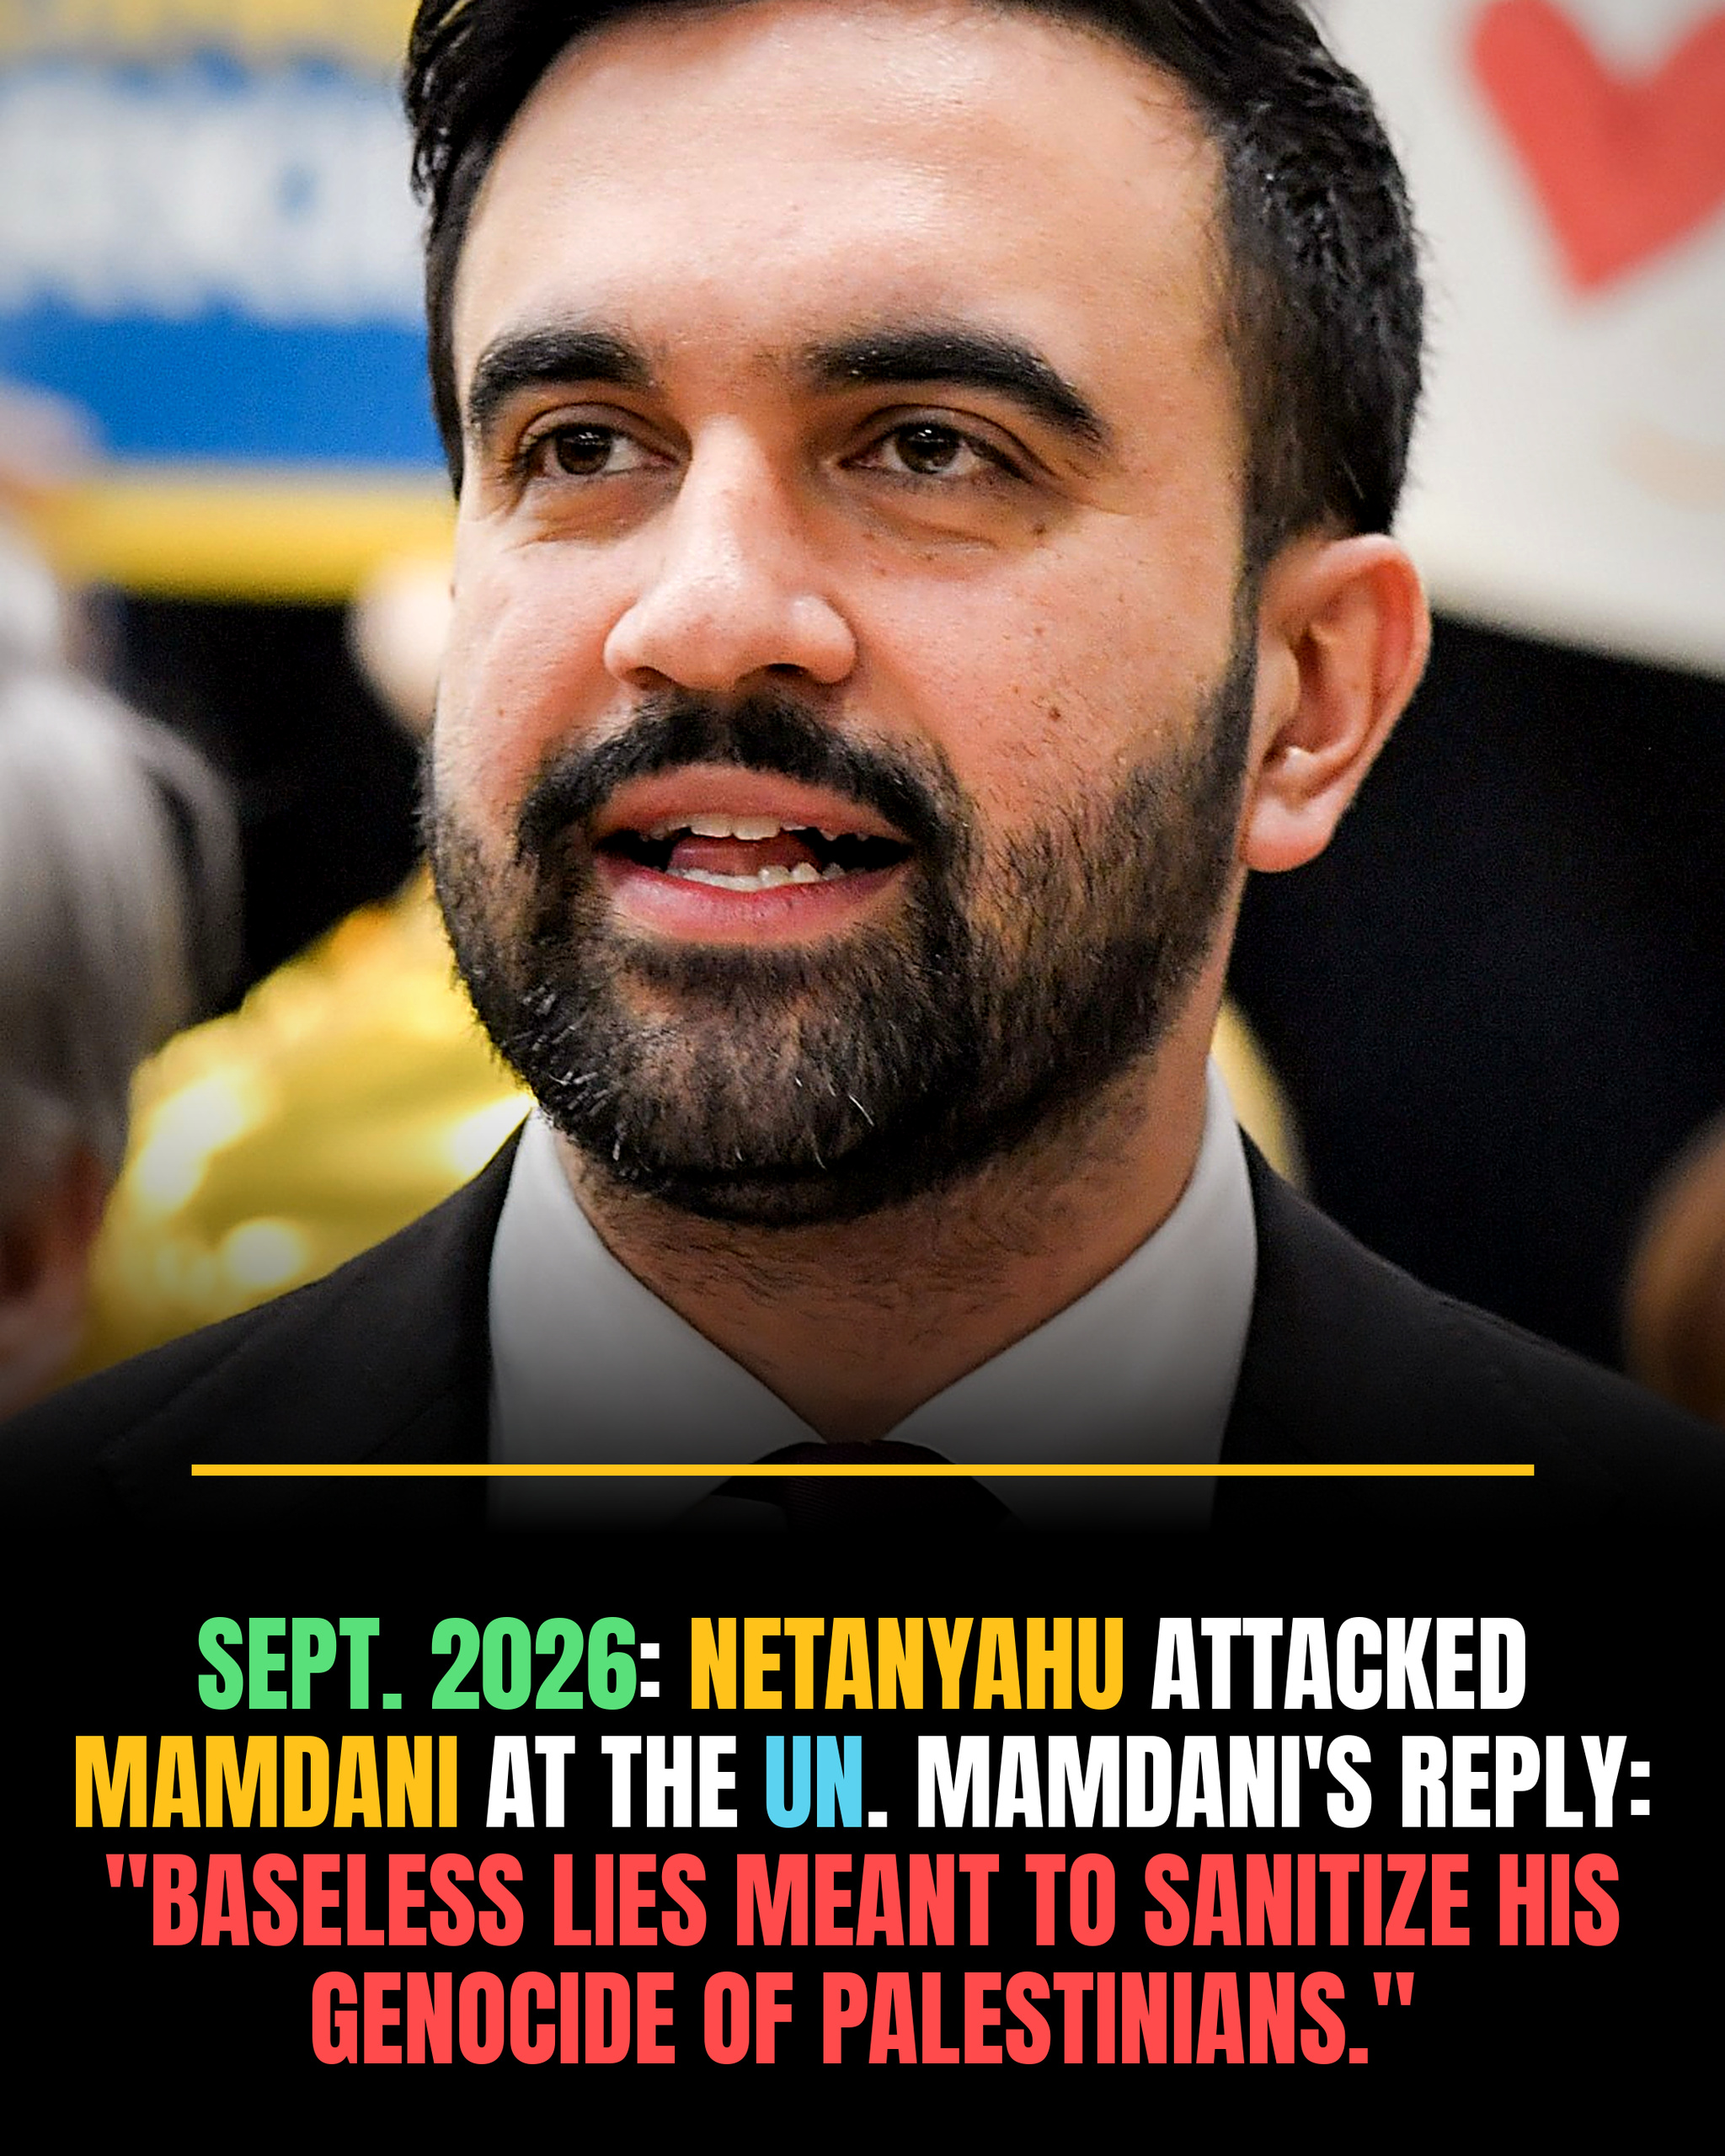 SEPT. 2026: NETANYAHU ATTACKED
MAMDANI AT THE UN. MAMDANI'S REPLY:
"BASELESS LIES MEANT TO SANITIZE HIS
GENOCIDE OF PALESTINIANS."